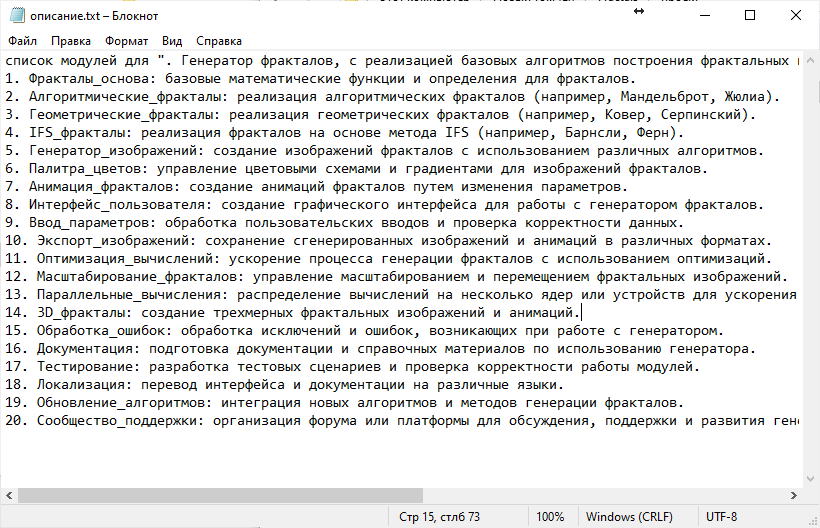 описание.txt – Блокнот
Файл Правка Формат Вид Справка
список модулей для ". Генератор фракталов, с реализацией базовых алгоритмов построения фрактальных
1. Фракталы_основа: базовые математические функции и определения для фракталов.
2. Алгоритмические_фракталы: реализация алгоритмических фракталов (например, Мандельброт, Жюлиа).
3. Геометрические_фракталы: реализация геометрических фракталов (например, Ковер, Серпинский).
4. IFS_фракталы: реализация фракталов на основе метода IFS (например, Барнсли, Ферн).
5. Генератор_изображений: создание изображений фракталов с использованием различных алгоритмов.
6. Палитра_цветов: управление цветовыми схемами и градиентами для изображений фракталов.
7. Анимация_фракталов: создание анимаций фракталов путем изменения параметров.
8. Интерфейс_пользователя: создание графического интерфейса для работы с генератором фракталов.
9. Ввод_параметров: обработка пользовательских вводов и проверка корректности данных.
10. Экспорт_изображений: сохранение сгенерированных изображений и анимаций в различных форматах.
11. Оптимизация_вычислений: ускорение процесса генерации фракталов с использованием оптимизаций.
12. Масштабирование_фракталов: управление масштабированием и перемещением фрактальных изображений.
13. Параллельные_вычисления: распределение вычислений на несколько ядер или устройств для ускорения
14. 3D_фракталы: создание трехмерных фрактальных изображений и анимаций.
15. Обработка_ошибок: обработка исключений и ошибок, возникающих при работе с генератором.
16. Документация: подготовка документации и справочных материалов по использованию генератора.
17. Тестирование: разработка тестовых сценариев и проверка корректности работы модулей.
18. Локализация: перевод интерфейса и документации на различные языки.
19. Обновление_алгоритмов: интеграция новых алгоритмов и методов генерации фракталов.
20. Сообщество_поддержки: организация форума или платформы для обсуждения, поддержки и развития ген
Стр 15, стлб 73 100% Windows (CRLF) UTF-8